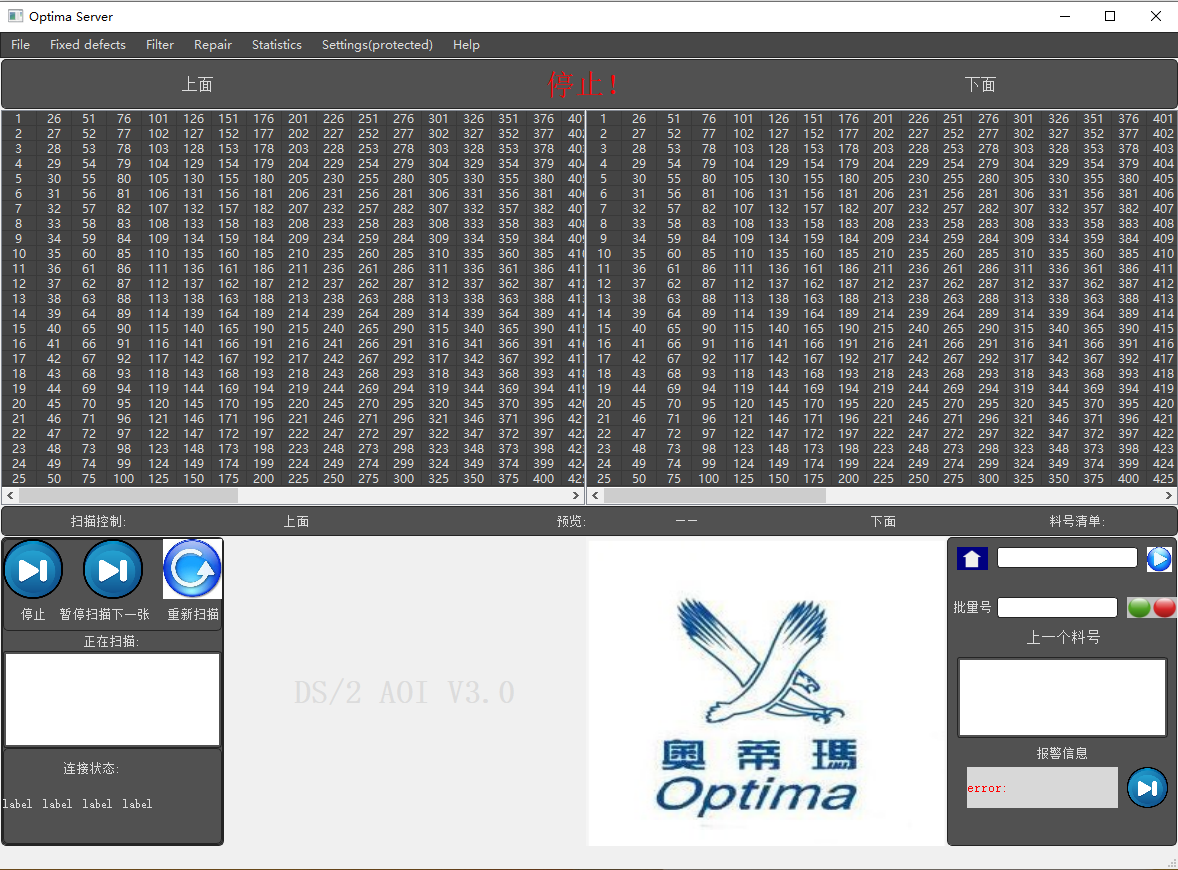 Optima Server
File Fixed defects Filter Repair Statistics Settings(protected) Help
上面 停止! 下面
1 26 51 76 101 126 151 176 201 226 251 276 301 326 351 376 1 26 51 76 101 126 151 176 201 226 251 276 301 326 351 376 401
2 27 52 77 102 127 152 177 202 227 252 277 302 327 352 377 2 27 52 77 102 127 152 177 202 227 252 277 302 327 352 377 402
3 28 53 78 103 128 153 178 203 228 253 278 303 328 353 378 3 28 53 78 103 128 153 178 203 228 253 278 303 328 353 378 403
4 29 54 79 104 129 154 179 204 229 254 279 304 329 354 379 4 29 54 79 104 129 154 179 204 229 254 279 304 329 354 379 404
5 30 55 80 105 130 155 180 205 230 255 280 305 330 355 380 5 30 55 80 105 130 155 180 205 230 255 280 305 330 355 380 405
6 31 56 81 106 131 156 181 206 231 256 281 306 331 356 381 6 31 56 81 106 131 156 181 206 231 256 281 306 331 356 381 406
7 32 57 82 107 132 157 182 207 232 257 282 307 332 357 382 7 32 57 82 107 132 157 182 207 232 257 282 307 332 357 382 407
8 33 58 83 108 133 158 183 208 233 258 283 308 333 358 383 8 33 58 83 108 133 158 183 208 233 258 283 308 333 358 383 408
9 34 59 84 109 134 159 184 209 234 259 284 309 334 359 384 9 34 59 84 109 134 159 184 209 234 259 284 309 334 359 384 409
10 35 60 85 110 135 160 185 210 235 260 285 310 335 360 385 10 35 60 85 110 135 160 185 210 235 260 285 310 335 360 385 410
11 36 61 86 111 136 161 186 211 236 261 286 311 336 361 386 11 36 61 86 111 136 161 186 211 236 261 286 311 336 361 386 411
12 37 62 87 112 137 162 187 212 237 262 287 312 337 362 387 12 37 62 87 112 137 162 187 212 237 262 287 312 337 362 387 412
13 38 63 88 113 138 163 188 213 238 263 288 313 338 363 388 13 38 63 88 113 138 163 188 213 238 263 288 313 338 363 388 413
14 39 64 89 114 139 164 189 214 239 264 289 314 339 364 389 14 39 64 89 114 139 164 189 214 239 264 289 314 339 364 389 414
15 40 65 90 115 140 165 190 215 240 265 290 315 340 365 390 15 40 65 90 115 140 165 190 215 240 265 290 315 340 365 390 415
16 41 66 91 116 141 166 191 216 241 266 291 316 341 366 391 16 41 66 91 116 141 166 191 216 241 266 291 316 341 366 391 416
17 42 67 92 117 142 167 192 217 242 267 292 317 342 367 392 17 42 67 92 117 142 167 192 217 242 267 292 317 342 367 392 417
18 43 68 93 118 143 168 193 218 243 268 293 318 343 368 393 18 43 68 93 118 143 168 193 218 243 268 293 318 343 368 393 418
19 44 69 94 119 144 169 194 219 244 269 294 319 344 369 394 19 44 69 94 119 144 169 194 219 244 269 294 319 344 369 394 419
20 45 70 95 120 145 170 195 220 245 270 295 320 345 370 395 20 45 70 95 120 145 170 195 220 245 270 295 320 345 370 395 420
21 46 71 96 121 146 171 196 221 246 271 296 321 346 371 396 21 46 71 96 121 146 171 196 221 246 271 296 321 346 371 396 421
22 47 72 97 122 147 172 197 222 247 272 297 322 347 372 397 22 47 72 97 122 147 172 197 222 247 272 297 322 347 372 397 422
23 48 73 98 123 148 173 198 223 248 273 298 323 348 373 398 23 48 73 98 123 148 173 198 223 248 273 298 323 348 373 398 423
24 49 74 99 124 149 174 199 224 249 274 299 324 349 374 399 24 49 74 99 124 149 174 199 224 249 274 299 324 349 374 399 424
25 50 75 100 125 150 175 200 225 250 275 300 325 350 375 400 25 50 75 100 125 150 175 200 225 250 275 300 325 350 375 400 425
扫描控制: 上面 预览: —— 下面 料号清单:
停止 暂停扫描下一张 重新扫描
正在扫描:
连接状态:
label label label label
DS/2 AOI V3.0
奥蒂瑪
Optima
批量号
上一个料号
报警信息
error: